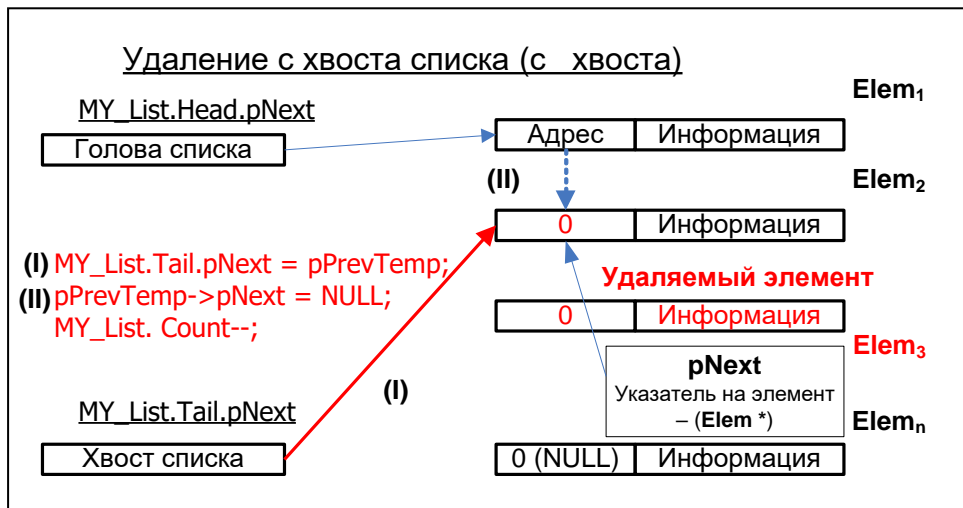 Удаление с хвоста списка (с хвоста)
Elem1
MY_List.Head.pNext
Голова списка
Адрес
Информация
(II)
Elem2
0
Информация
(I) MY_List.Tail.pNext = pPrevTemp;
(II) pPrevTemp->pNext = NULL;
MY_List. Count--;
Удаляемый элемент
0
Информация
Elem3
pNext
Указатель на элемент
– (Elem *)
(I)
MY_List.Tail.pNext
Elemn
Хвост списка
0 (NULL)
Информация